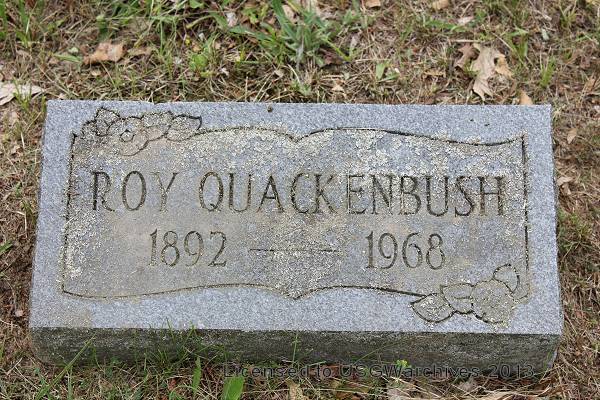 ROY QUACKENBUSH
1892 — 1968
Licensed to USGWarchives 2013